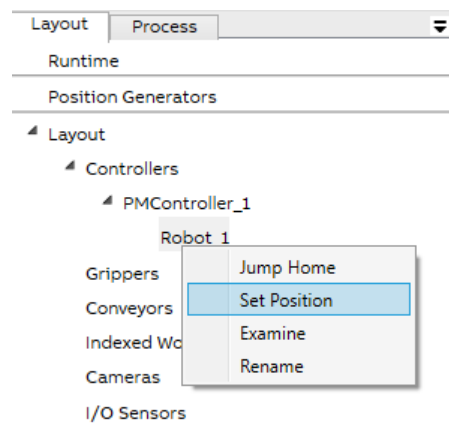 Layout Process
Runtime
Position Generators
Layout
Controllers
PMController_1
Robot_1
Grippers
Jump Home
Conveyors
Set Position
Indexed Wo
Examine
Cameras
Rename
I/O Sensors